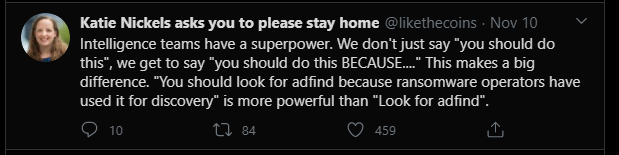 Katie Nickels asks you to please stay home @likethecoins · Nov 10
Intelligence teams have a superpower. We don't just say "you should do
this", we get to say "you should do this BECAUSE...." This makes a big
difference. "You should look for adfind because ransomware operators have
used it for discovery" is more powerful than "Look for adfind".
10 84 459